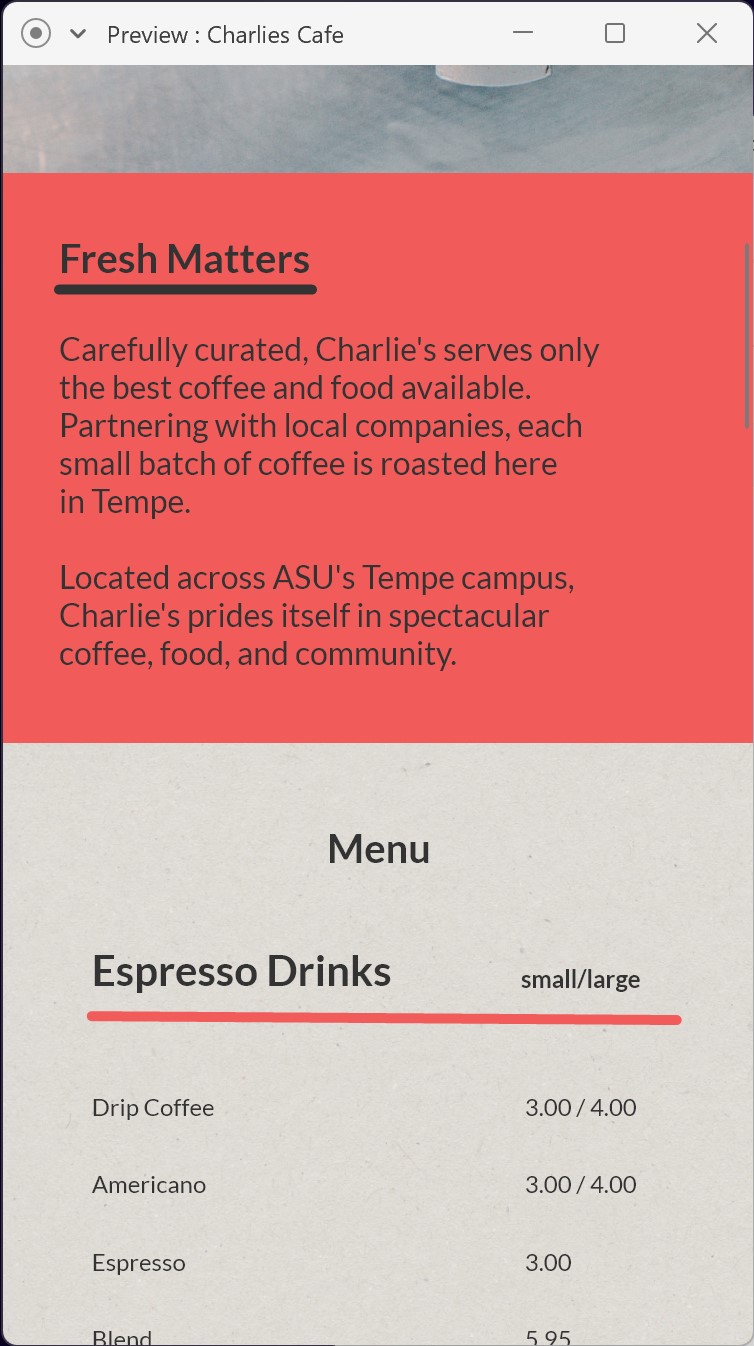 Preview : Charlies Cafe
Fresh Matters
Carefully curated, Charlie's serves only
the best coffee and food available.
Partnering with local companies, each
small batch of coffee is roasted here
in Tempe.
Located across ASU's Tempe campus,
Charlie's prides itself in spectacular
coffee, food, and community.
Menu
Espresso Drinks small/large
Drip Coffee 3.00 / 4.00
Americano 3.00 / 4.00
Espresso 3.00
Blend 5.95